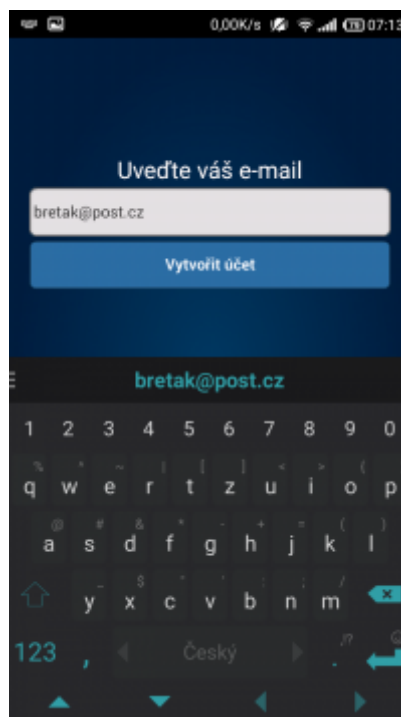 0,00K/s 79 07:13
Uveďte váš e-mail
bretak@post.cz
Vytvořit účet
bretak@post.cz
1 2 3 4 5 6 7 8 9 0
q w e r t z u i o p
a s d f g h j k l
y x c v b n m
123 , Český . !?